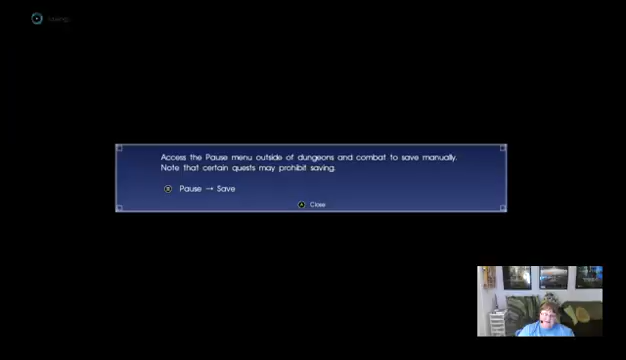 Saving
Access the Pause menu outside of dungeons and combat to save manually.
Note that certain quests may prohibit saving.
Pause → Save
Close